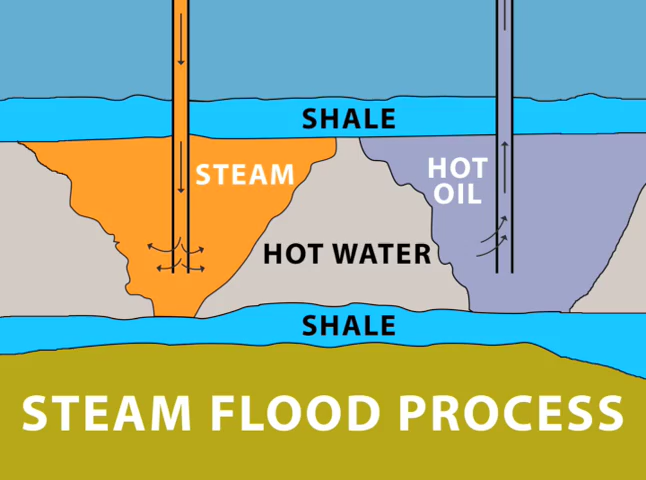 SHALE
STEAM
HOT
OIL
HOT WATER
SHALE
STEAM FLOOD PROCESS